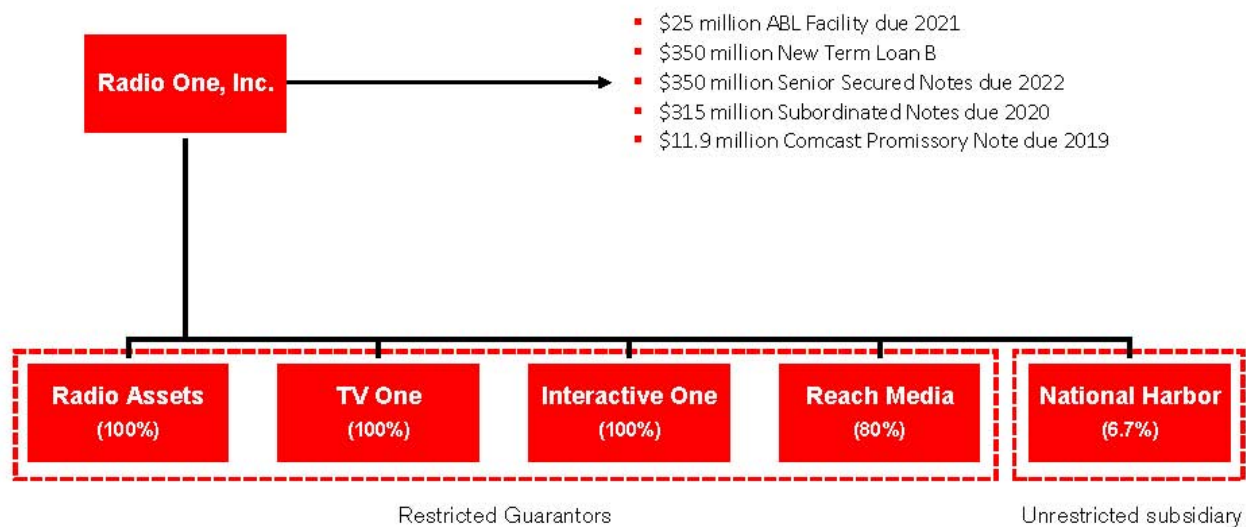 Radio One, Inc.
$25 million ABL Facility due 2021
$350 million New Term Loan B
$350 million Senior Secured Notes due 2022
$315 million Subordinated Notes due 2020
$11.9 million Comcast Promissory Note due 2019
Radio Assets
(100%)
TV One
(100%)
Interactive One
(100%)
Reach Media
(80%)
National Harbor
(6.7%)
Restricted Guarantors
Unrestricted subsidiary